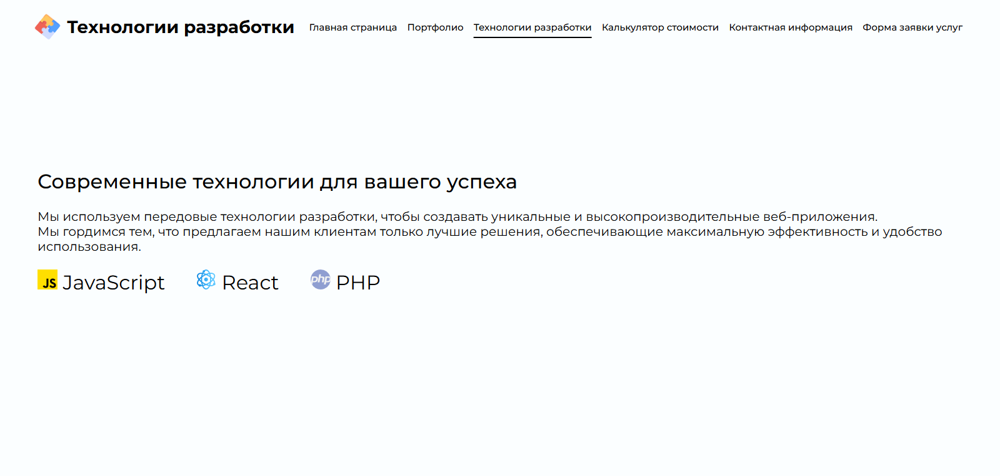 Технологии разработки
Главная страница Портфолио Технологии разработки Калькулятор стоимости Контактная информация Форма заявки услуг
Современные технологии для вашего успеха
Мы используем передовые технологии разработки, чтобы создавать уникальные и высокопроизводительные веб-приложения.
Мы гордимся тем, что предлагаем нашим клиентам только лучшие решения, обеспечивающие максимальную эффективность и удобство
использования.
JS JavaScript React php PHP